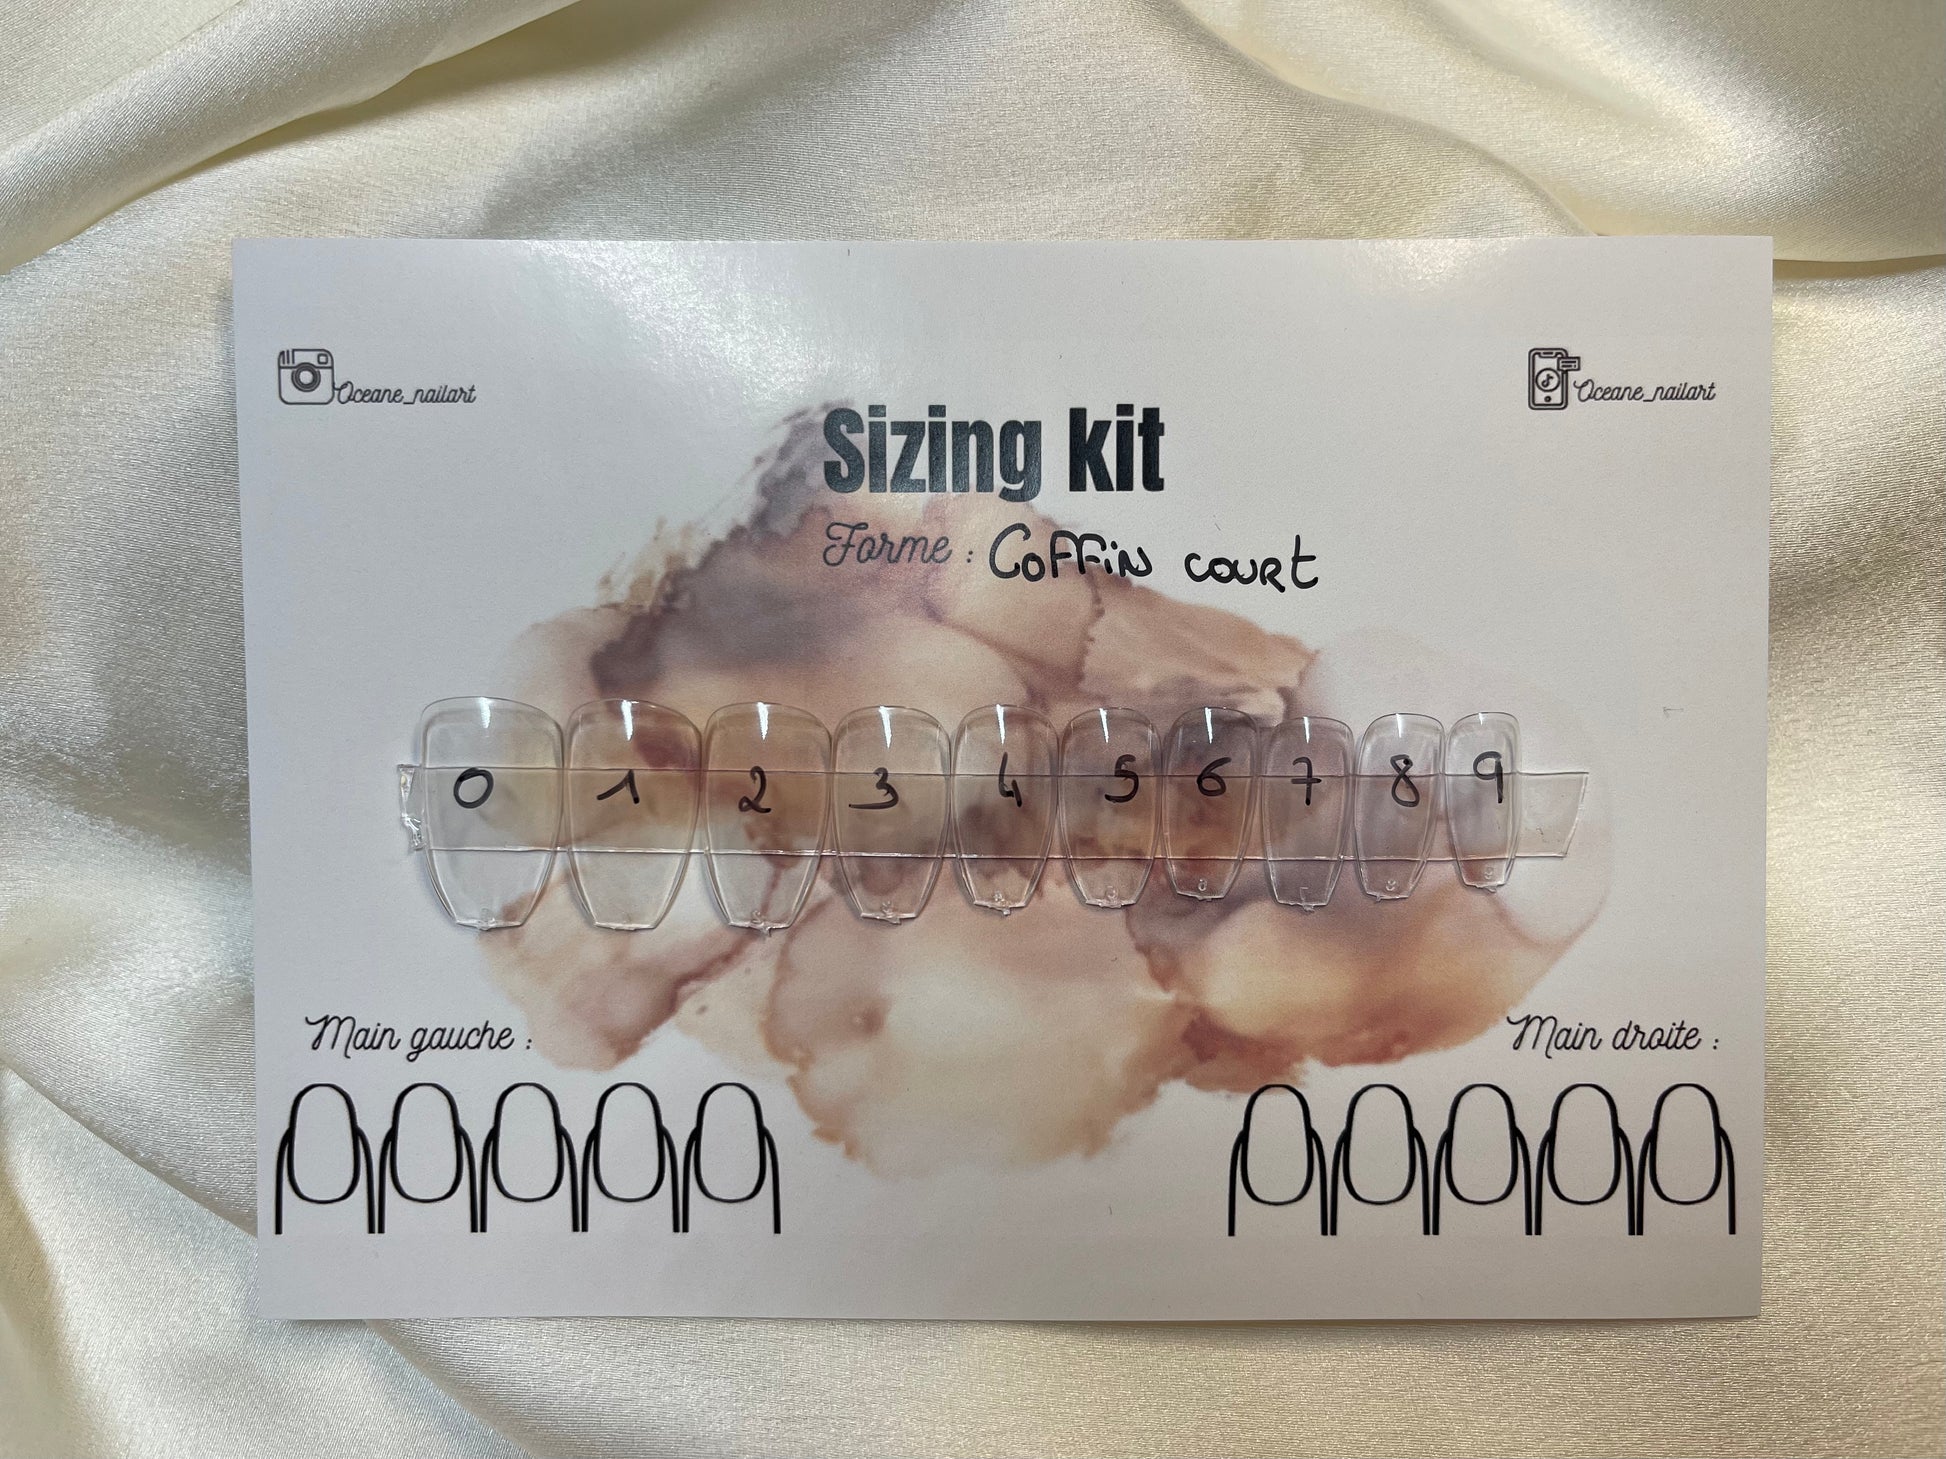 Oceane_nailart
Oceane_nailart
Sizing kit
Forme : Coffin court
0 1 2 3 4 5 6 7 8 9
Main gauche :
Main droite :